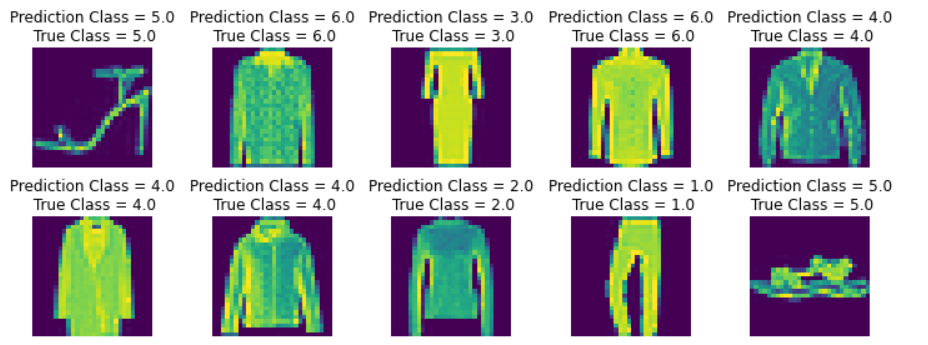 Prediction Class = 5.0
True Class = 5.0
Prediction Class = 6.0
True Class = 6.0
Prediction Class = 3.0
True Class = 3.0
Prediction Class = 6.0
True Class = 6.0
Prediction Class = 4.0
True Class = 4.0
Prediction Class = 4.0
True Class = 4.0
Prediction Class = 4.0
True Class = 4.0
Prediction Class = 2.0
True Class = 2.0
Prediction Class = 1.0
True Class = 1.0
Prediction Class = 5.0
True Class = 5.0